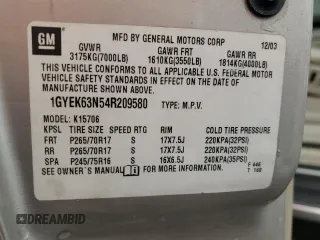 GM
MFD BY GENERAL MOTORS CORP 12/03
GVWR GAWR FRT GAWR RR
3175KG(7000LB) 1610KG(3550LB) 1814KG(4000LB)
THIS VEHICLE CONFORMS TO ALL APPLICABLE U.S. FEDERAL MOTOR
VEHICLE SAFETY STANDARDS IN EFFECT ON THE DATE OF
MANUFACTURE SHOWN ABOVE.
1GYEK63N54R209580 TYPE: M.P.V.
MODEL: K15706
KPSL TIRE SIZE SPEED RTG RIM COLD TIRE PRESSURE
FRT P265/70R17 S 17X7.5J 220KPA(32PSI)
RR P265/70R17 S 17X7.5J 220KPA(32PSI)
SPA P245/75R16 S 16X6.5J 240KPA(35PSI)
SEE OWNER'S MANUAL FOR MORE INFORMATION.
DREAMBID